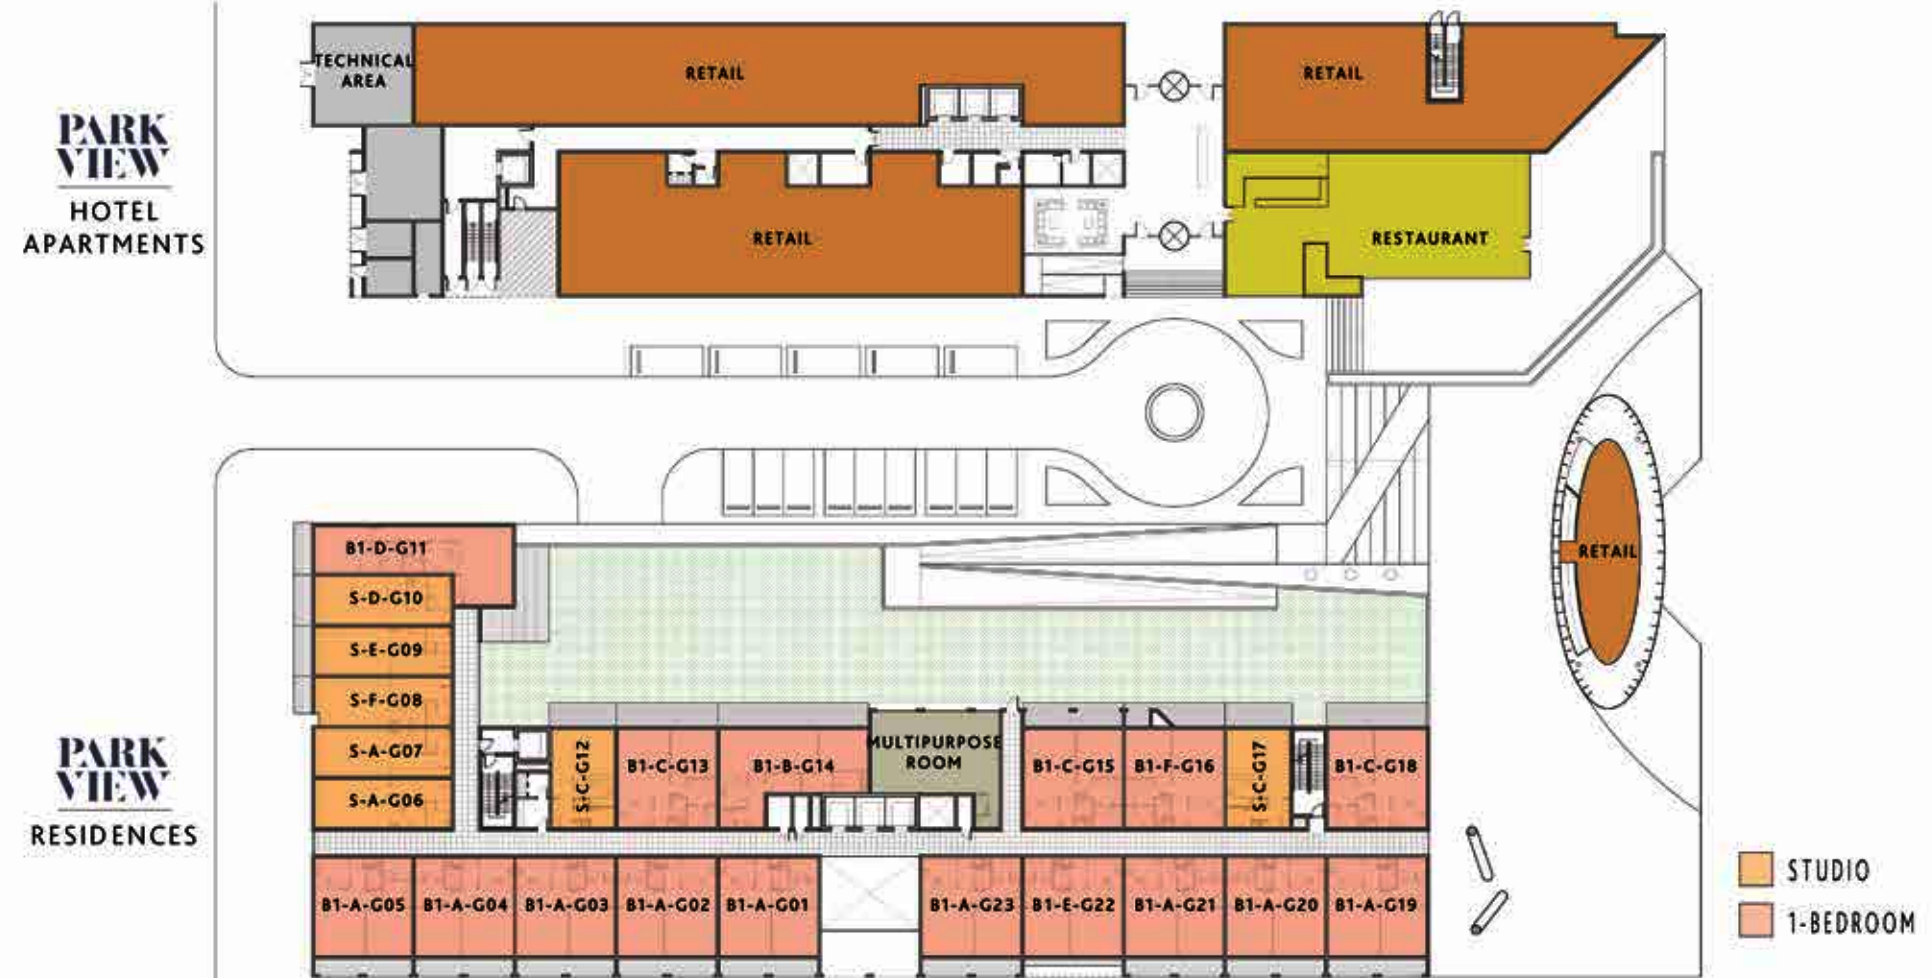 TECHNICAL
AREA
RETAIL
RETAIL
PARK
VIEW
HOTEL
APARTMENTS
RETAIL
RESTAURANT
B1-D-G11
S-D-G10
S-E-G09
S-F-G08
S-A-G07
S-A-G06
RETAIL
PARK
VIEW
RESIDENCES
S-C-G12
B1-C-G13
B1-B-G14
MULTIPURPOSE
ROOM
B1-C-G15
B1-F-G16
S-C-G17
B1-C-G18
B1-A-G05
B1-A-G04
B1-A-G03
B1-A-G02
B1-A-G01
B1-A-G23
B1-E-G22
B1-A-G21
B1-A-G20
B1-A-G19
STUDIO
1-BEDROOM